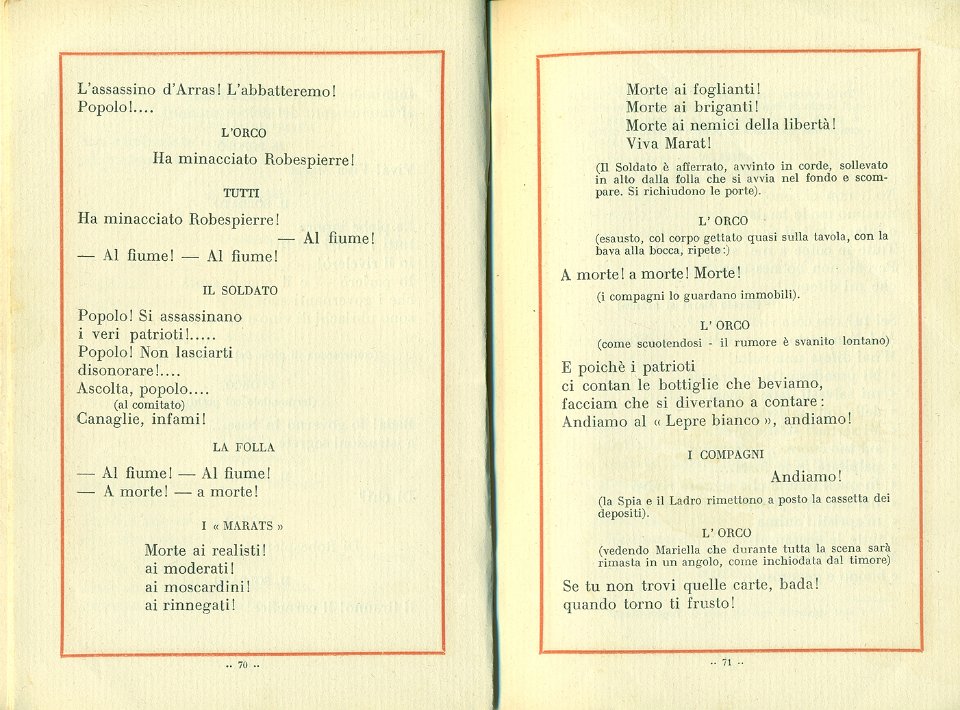 L'assassino d'Arras! L'abbatteremo!
Popolo!....
L'ORCO
Ha minacciato Robespierre!
TUTTI
Ha minacciato Robespierre!
— Al fiume!
— Al fiume! — Al fiume!
IL SOLDATO
Popolo! Si assassinano
i veri patrioti!.....
Popolo! Non lasciarti
disonorare!....
Ascolta, popolo....
(al comitato)
Canaglie, infami!
LA FOLLA
— Al fiume! — Al fiume!
— A morte! — a morte!
I « MARATS »
Morte ai realisti!
ai moderati!
ai moscardini!
ai rinnegati!
·· 70 ··
Morte ai foglianti!
Morte ai briganti!
Morte ai nemici della libertà!
Viva Marat!
(Il Soldato è afferrato, avvinto in corde, sollevato
in alto dalla folla che si avvia nel fondo e scom-
pare. Si richiudono le porte).
L' ORCO
(esausto, col corpo gettato quasi sulla tavola, con la
bava alla bocca, ripete:)
A morte! a morte! Morte!
(i compagni lo guardano immobili).
L' ORCO
(come scuotendosi - il rumore è svanito lontano)
E poichè i patrioti
ci contan le bottiglie che beviamo,
facciam che si divertano a contare:
Andiamo al « Lepre bianco », andiamo!
I COMPAGNI
Andiamo!
(la Spia e il Ladro rimettono a posto la cassetta dei
depositi).
L' ORCO
(vedendo Mariella che durante tutta la scena sarà
rimasta in un angolo, come inchiodata dal timore)
Se tu non trovi quelle carte, bada!
quando torno ti frusto!
·· 71 ··